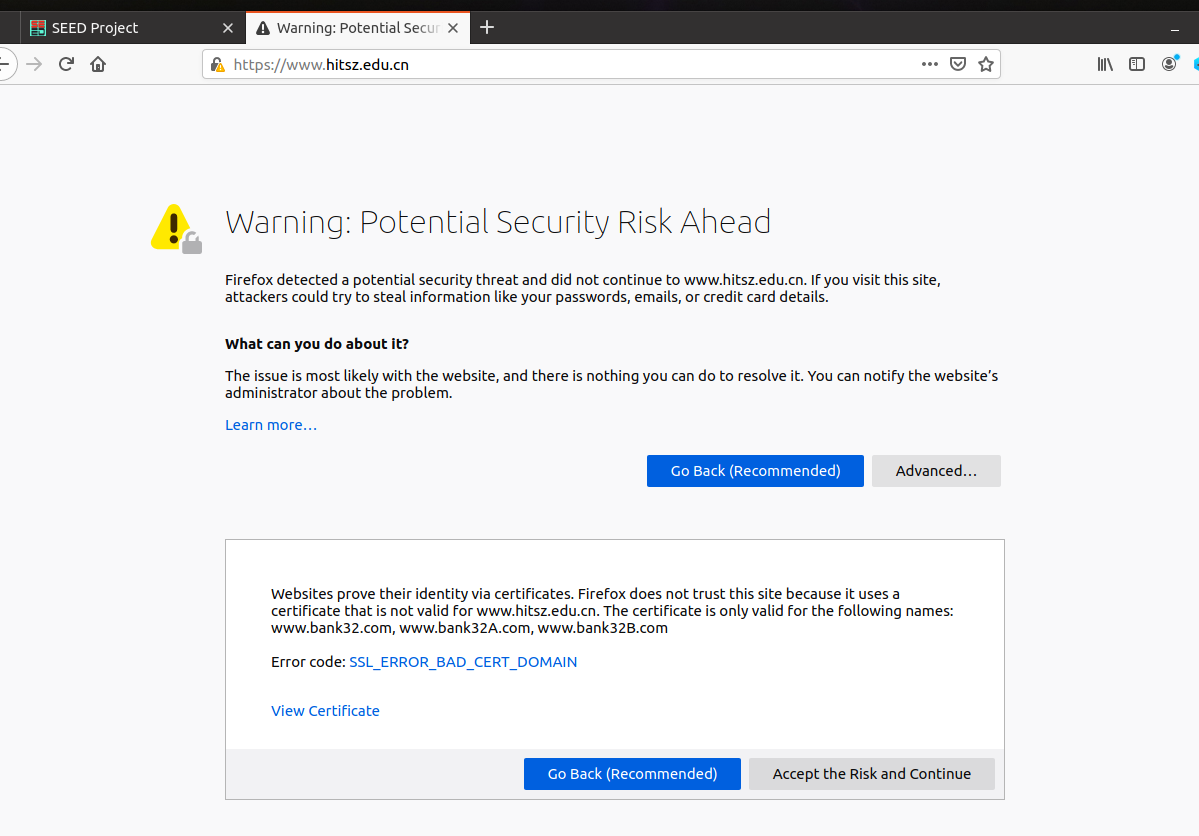 SEED Project
Warning: Potential Secur
https://www.hitsz.edu.cn
Warning: Potential Security Risk Ahead
Firefox detected a potential security threat and did not continue to www.hitsz.edu.cn. If you visit this site,
attackers could try to steal information like your passwords, emails, or credit card details.
What can you do about it?
The issue is most likely with the website, and there is nothing you can do to resolve it. You can notify the website’s
administrator about the problem.
Learn more…
Go Back (Recommended)
Advanced…
Websites prove their identity via certificates. Firefox does not trust this site because it uses a
certificate that is not valid for www.hitsz.edu.cn. The certificate is only valid for the following names:
www.bank32.com, www.bank32A.com, www.bank32B.com
Error code: SSL_ERROR_BAD_CERT_DOMAIN
View Certificate
Go Back (Recommended)
Accept the Risk and Continue